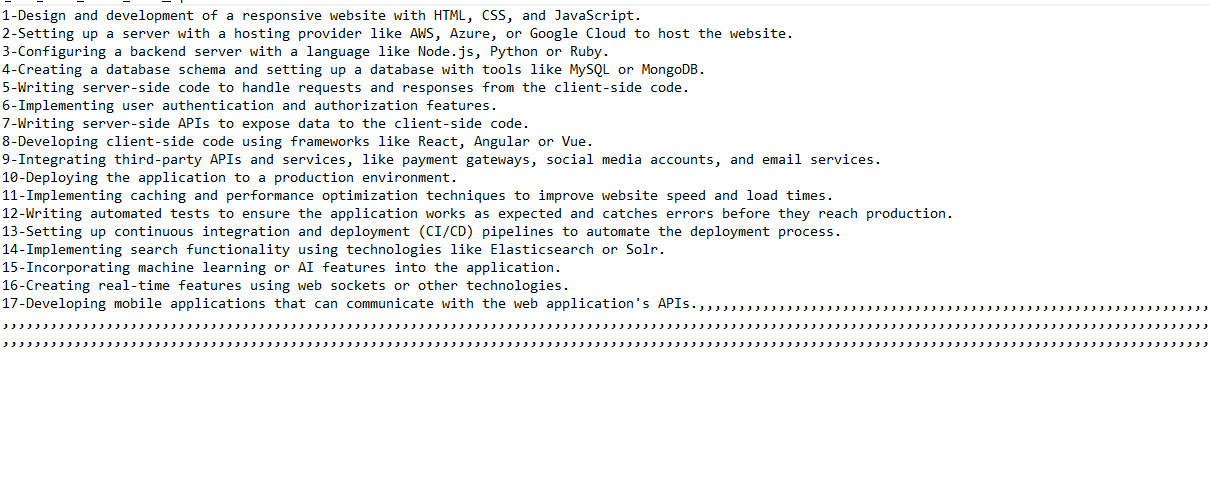 1-Design and development of a responsive website with HTML, CSS, and JavaScript.
2-Setting up a server with a hosting provider like AWS, Azure, or Google Cloud to host the website.
3-Configuring a backend server with a language like Node.js, Python or Ruby.
4-Creating a database schema and setting up a database with tools like MySQL or MongoDB.
5-Writing server-side code to handle requests and responses from the client-side code.
6-Implementing user authentication and authorization features.
7-Writing server-side APIs to expose data to the client-side code.
8-Developing client-side code using frameworks like React, Angular or Vue.
9-Integrating third-party APIs and services, like payment gateways, social media accounts, and email services.
10-Deploying the application to a production environment.
11-Implementing caching and performance optimization techniques to improve website speed and load times.
12-Writing automated tests to ensure the application works as expected and catches errors before they reach production.
13-Setting up continuous integration and deployment (CI/CD) pipelines to automate the deployment process.
14-Implementing search functionality using technologies like Elasticsearch or Solr.
15-Incorporating machine learning or AI features into the application.
16-Creating real-time features using web sockets or other technologies.
17-Developing mobile applications that can communicate with the web application's APIs.,,,,,,,,,,,,,,,,,,,,,,,,,,,,,,,,,,,,,,,,,,,,,,,,,,,,,,,,,,,,,,,,
,,,,,,,,,,,,,,,,,,,,,,,,,,,,,,,,,,,,,,,,,,,,,,,,,,,,,,,,,,,,,,,,,,,,,,,,,,,,,,,,,,,,,,,,,,,,,,,,,,,,,,,,,,,,,,,,,,,,,,,,,,,,,,,,,,,,,,,,,,,,,,,,,,,,,,,
,,,,,,,,,,,,,,,,,,,,,,,,,,,,,,,,,,,,,,,,,,,,,,,,,,,,,,,,,,,,,,,,,,,,,,,,,,,,,,,,,,,,,,,,,,,,,,,,,,,,,,,,,,,,,,,,,,,,,,,,,,,,,,,,,,,,,,,,,,,,,,,,,,,,,,,